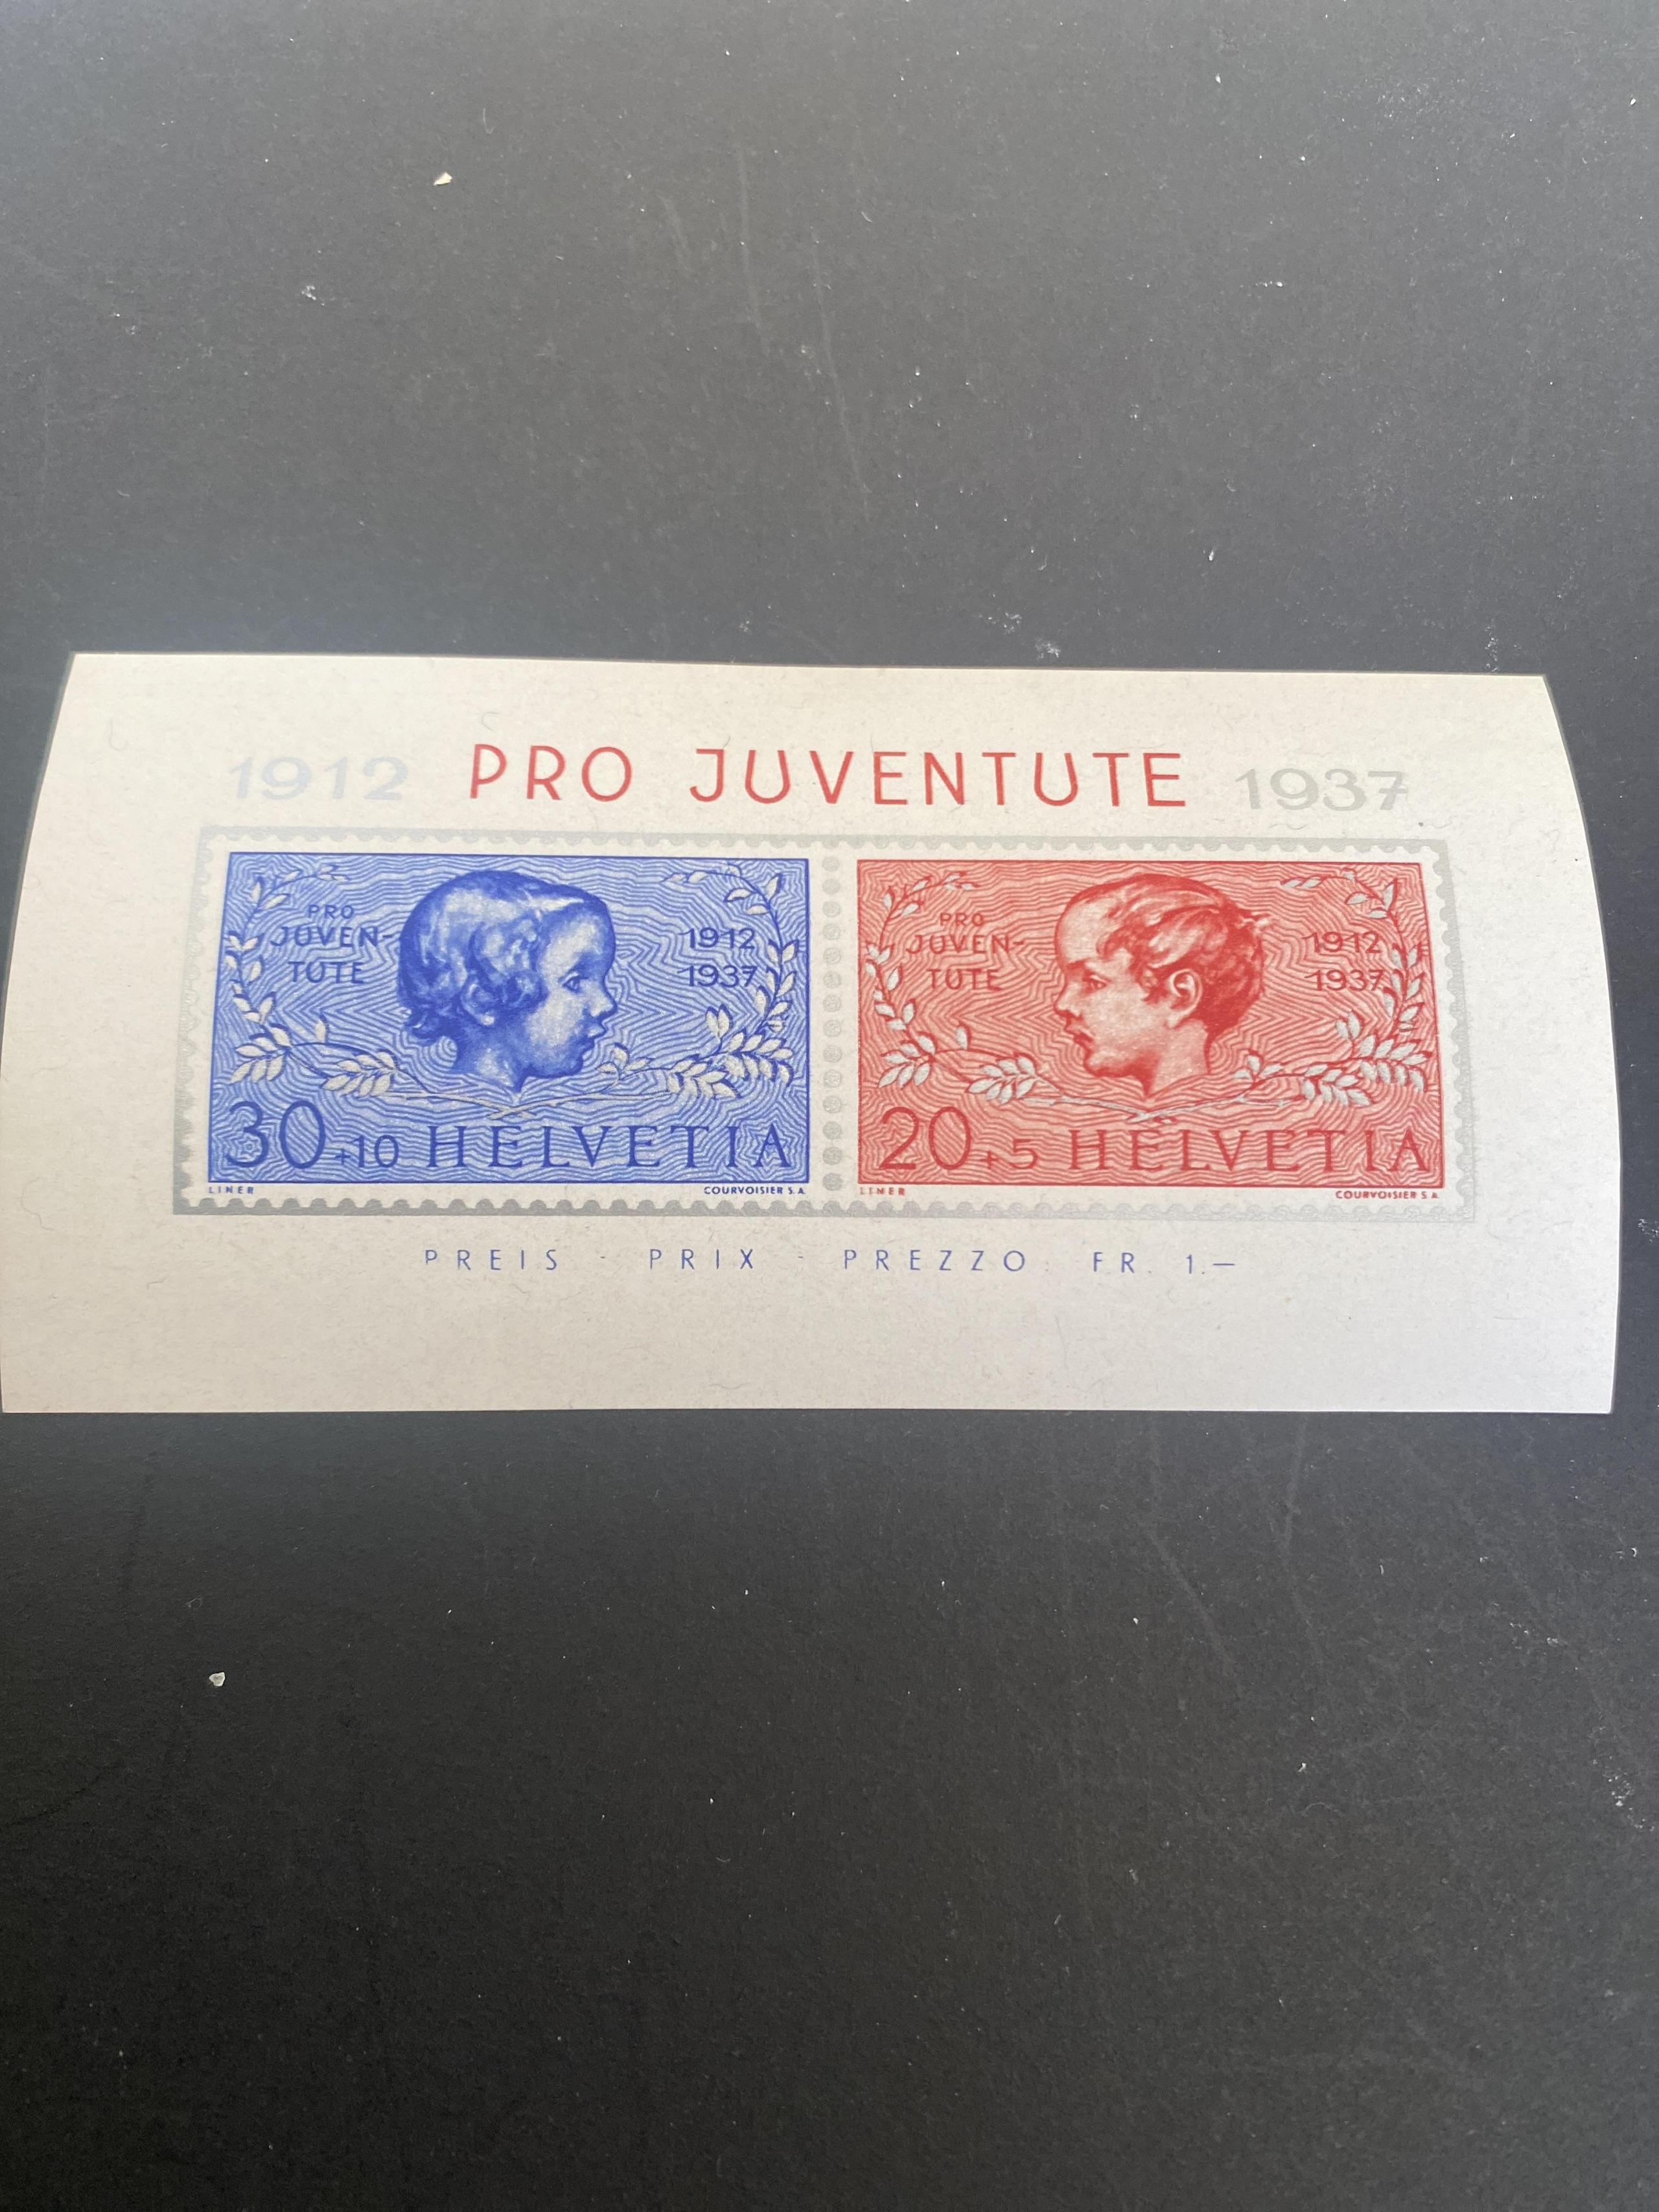 1912 PRO JUVENTUTE 1937
PRO
JUVEN-
TUTE
1912
1937
30+10 HELVETIA
LINER COURVOISIER S.A.
PRO
JUVEN-
TUTE
1912
1937
20+5 HELVETIA
LINER COURVOISIER S.A.
PREIS - PRIX - PREZZO: FR. 1.—